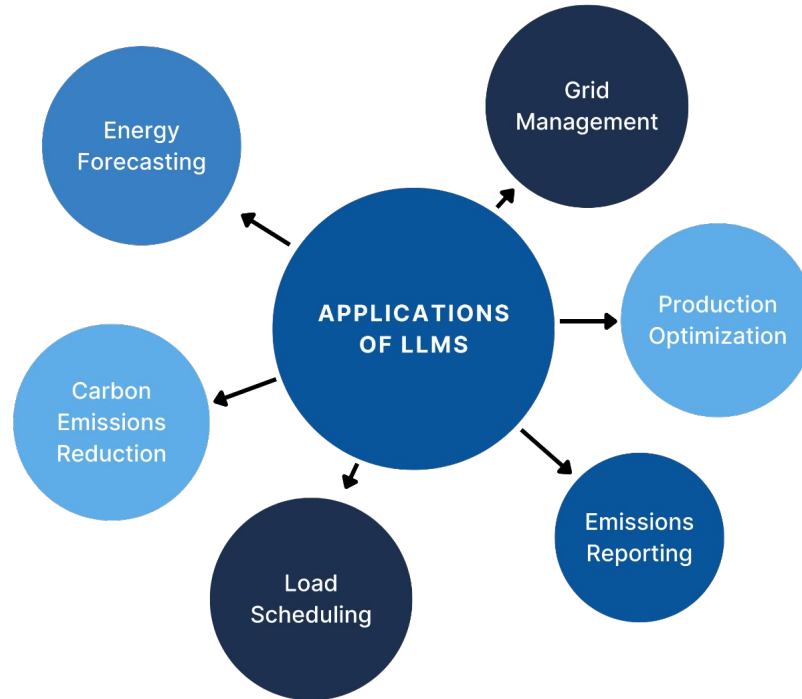 Grid
Management
Energy
Forecasting
APPLICATIONS
OF LLMS
Production
Optimization
Carbon
Emissions
Reduction
Emissions
Reporting
Load
Scheduling